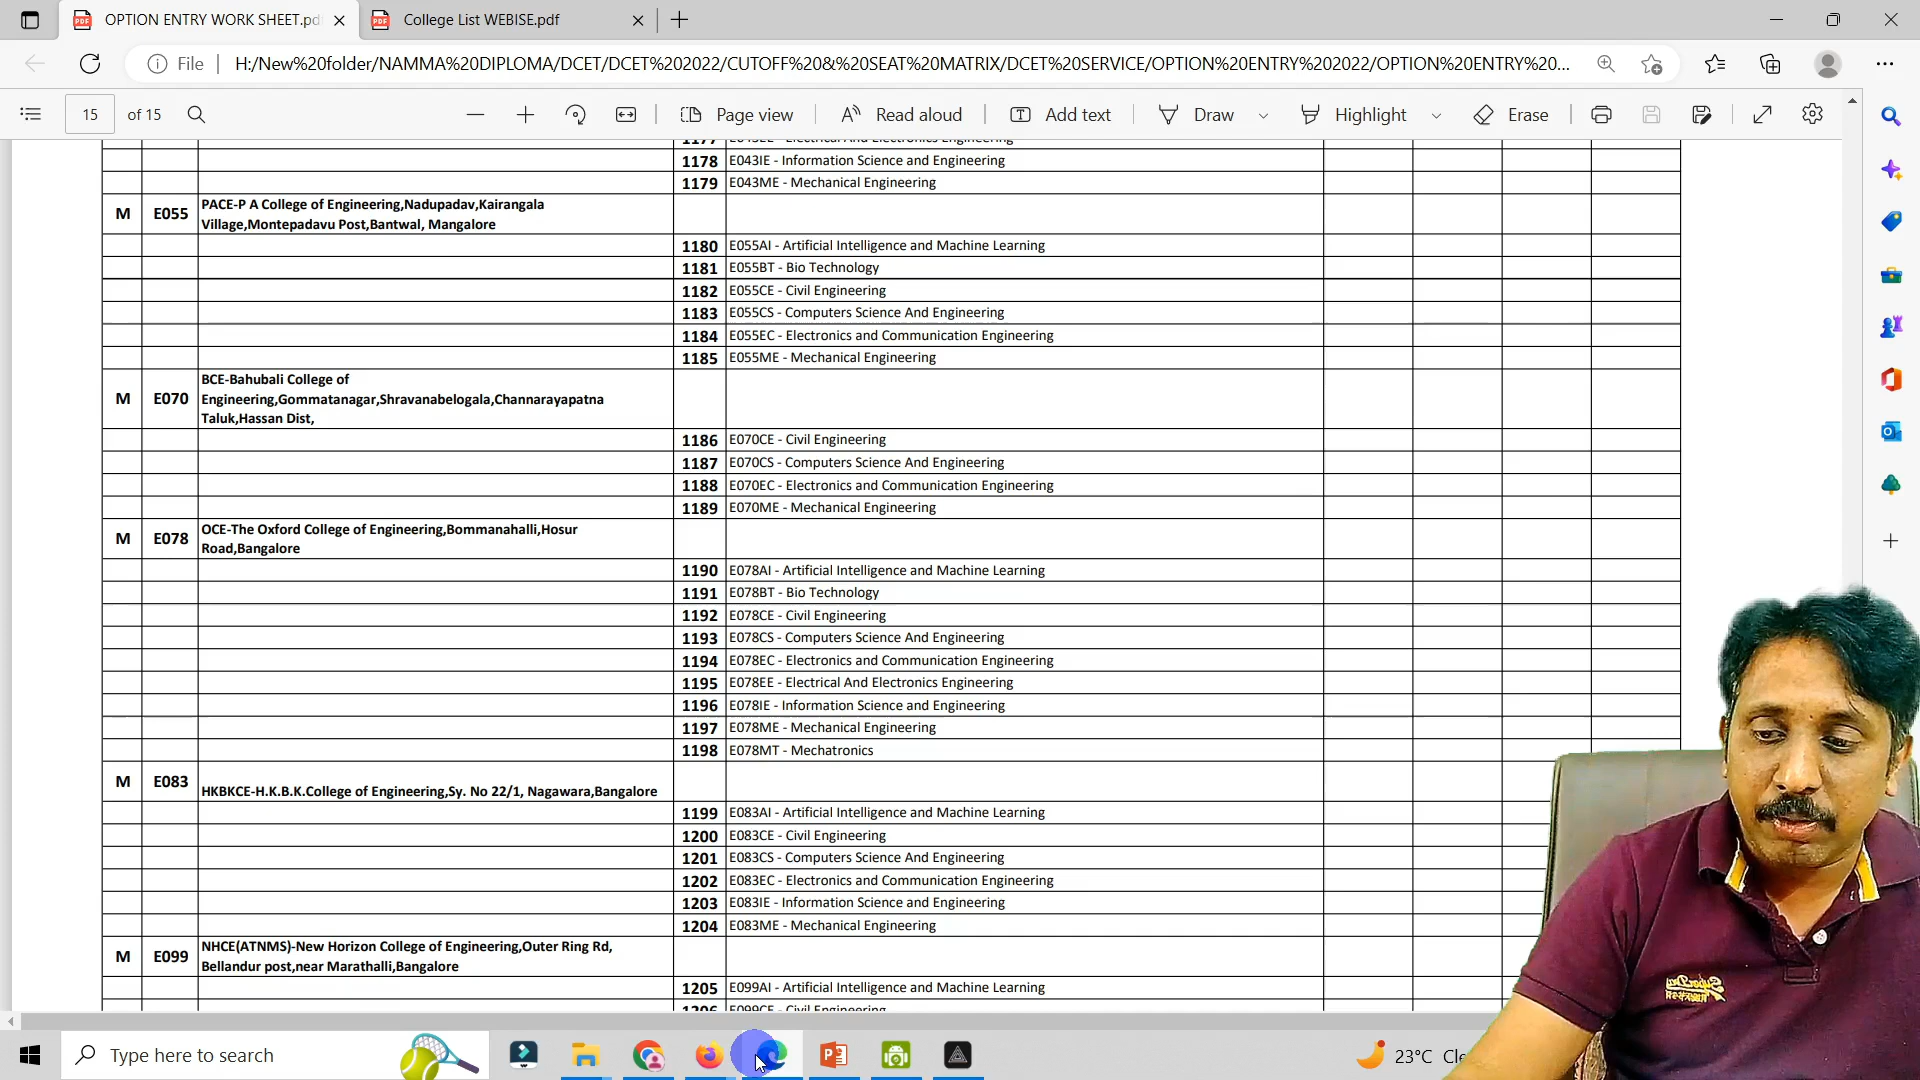 OPTION ENTRY WORK SHEET.pd
College List WEBISE.pdf
File
H:/New%20folder/NAMMA%20DIPLOMA/DCET/DCET%202022/CUTOFF%20&%20SEAT%20MATRIX/DCET%20SERVICE/OPTION%20ENTRY%202022/OPTION%20ENTRY%20...
15 of 15
Page view
Read aloud
Add text
Draw
Highlight
Erase
1177 E043EE - Electrical And Electronics Engineering
1178 E043IE - Information Science and Engineering
1179 E043ME - Mechanical Engineering
M E055 PACE-P A College of Engineering,Nadupadav,Kairangala
Village,Montepadavu Post,Bantwal, Mangalore
1180 E055AI - Artificial Intelligence and Machine Learning
1181 E055BT - Bio Technology
1182 E055CE - Civil Engineering
1183 E055CS - Computers Science And Engineering
1184 E055EC - Electronics and Communication Engineering
1185 E055ME - Mechanical Engineering
M E070 BCE-Bahubali College of
Engineering,Gommatanagar,Shravanabelogala,Channarayapatna
Taluk,Hassan Dist,
1186 E070CE - Civil Engineering
1187 E070CS - Computers Science And Engineering
1188 E070EC - Electronics and Communication Engineering
1189 E070ME - Mechanical Engineering
M E078 OCE-The Oxford College of Engineering,Bommanahalli,Hosur
Road,Bangalore
1190 E078AI - Artificial Intelligence and Machine Learning
1191 E078BT - Bio Technology
1192 E078CE - Civil Engineering
1193 E078CS - Computers Science And Engineering
1194 E078EC - Electronics and Communication Engineering
1195 E078EE - Electrical And Electronics Engineering
1196 E078IE - Information Science and Engineering
1197 E078ME - Mechanical Engineering
1198 E078MT - Mechatronics
M E083 HKBKCE-H.K.B.K.College of Engineering,Sy. No 22/1, Nagawara,Bangalore
1199 E083AI - Artificial Intelligence and Machine Learning
1200 E083CE - Civil Engineering
1201 E083CS - Computers Science And Engineering
1202 E083EC - Electronics and Communication Engineering
1203 E083IE - Information Science and Engineering
1204 E083ME - Mechanical Engineering
M E099 NHCE(ATNMS)-New Horizon College of Engineering,Outer Ring Rd,
Bellandur post,near Marathalli,Bangalore
1205 E099AI - Artificial Intelligence and Machine Learning
1206 E099CE - Civil Engineering
Type here to search
23°C Cle